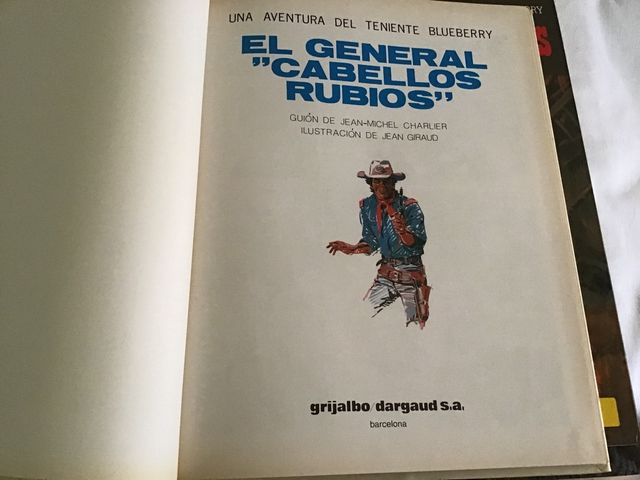 UNA AVENTURA DEL TENIENTE BLUEBERRY
EL GENERAL
"CABELLOS
RUBIOS"
GUIÓN DE JEAN-MICHEL CHARLIER
ILUSTRACIÓN DE JEAN GIRAUD
grijalbo/dargaud s.a.
barcelona
RY
S